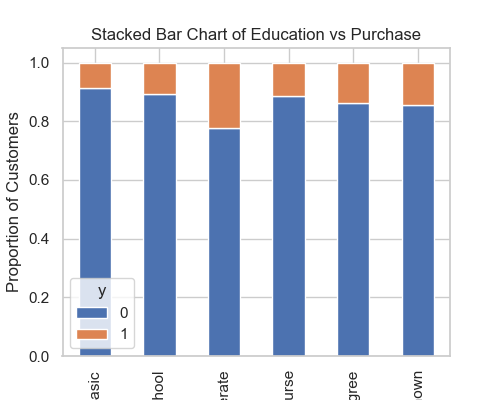 Stacked Bar Chart of Education vs Purchase
Proportion of Customers
1.0
0.8
0.6
0.4
0.2
0.0
y
0
1
asic
hool
erate
urse
gree
own